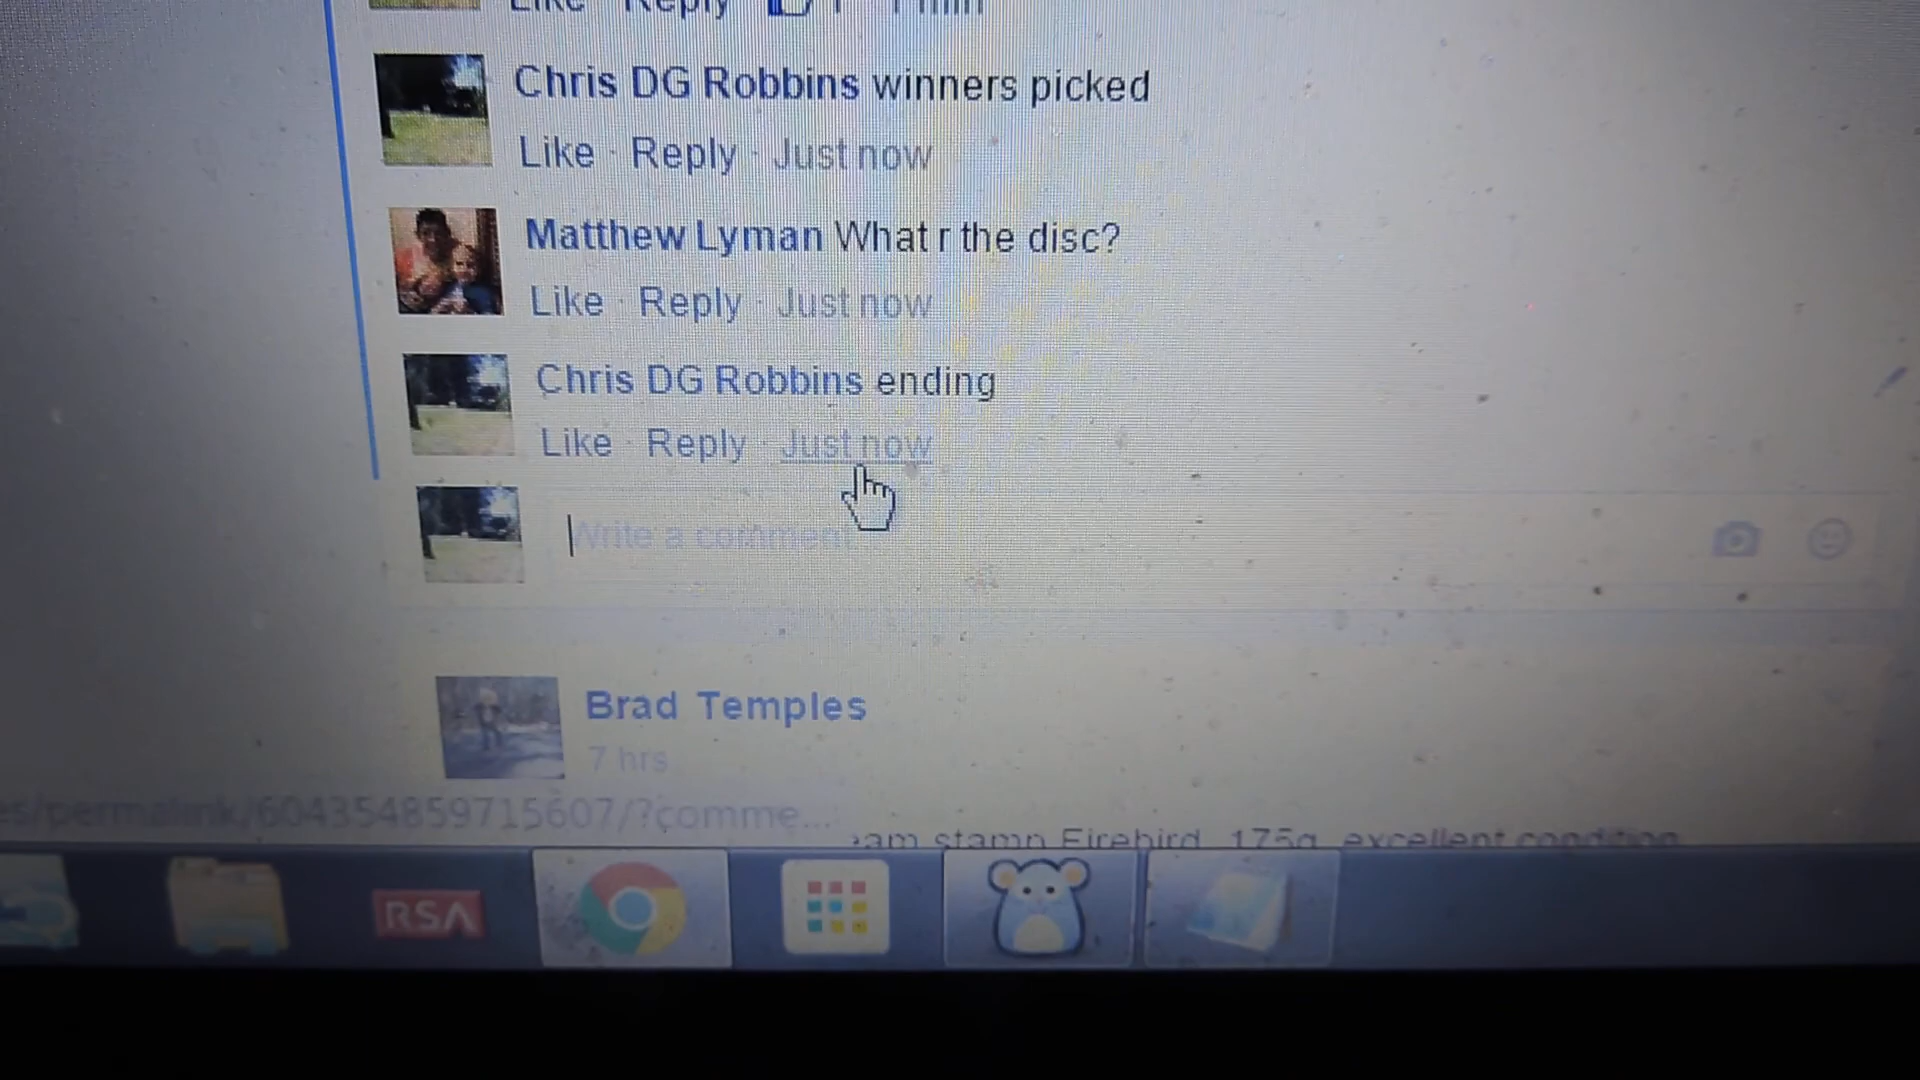 Like · Reply · 1 · 1 min
Chris DG Robbins winners picked
Like · Reply · Just now
Matthew Lyman What r the disc?
Like · Reply · Just now
Chris DG Robbins ending
Like · Reply · Just now
Write a comment...
Brad Temples
7 hrs
es/permalink/604354859715607/?comme...
stamp Firebird, 175g, excellent condition
RSA